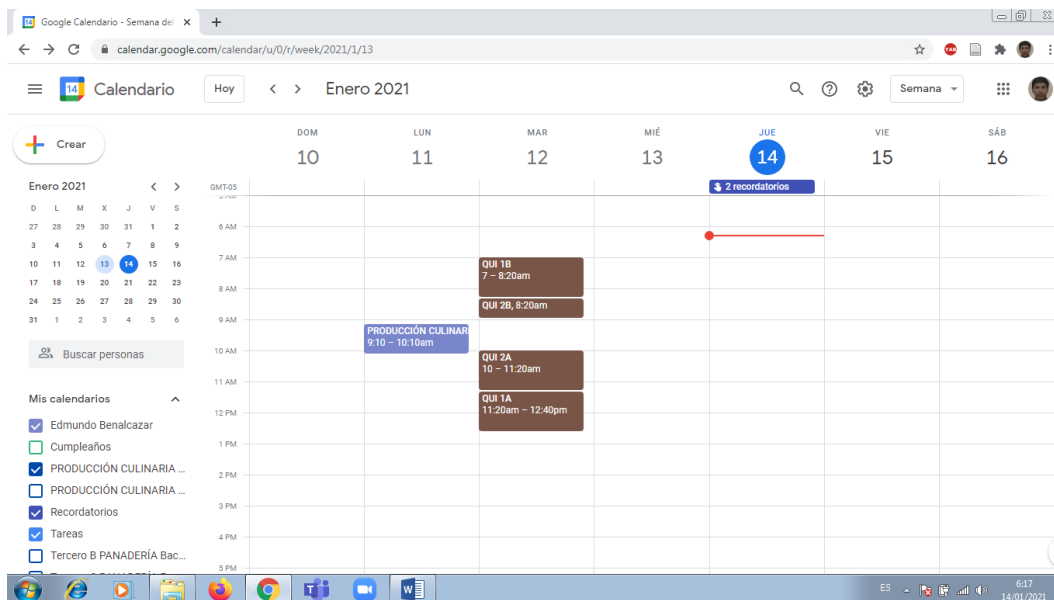 Google Calendario - Semana del
calendar.google.com/calendar/u/0/r/week/2021/1/13
14 Calendario Hoy Enero 2021 Semana
Crear
DOM LUN MAR MIÉ JUE VIE SÁB
10 11 12 13 14 15 16
GMT-05 2 recordatorios
Enero 2021
D L M X J V S
27 28 29 30 31 1 2
3 4 5 6 7 8 9
10 11 12 13 14 15 16
17 18 19 20 21 22 23
24 25 26 27 28 29 30
31 1 2 3 4 5 6
Buscar personas
Mis calendarios
Edmundo Benalcazar
Cumpleaños
PRODUCCIÓN CULINARIA ...
PRODUCCIÓN CULINARIA ...
Recordatorios
Tareas
Tercero B PANADERÍA Bac...
6 AM
7 AM
8 AM
9 AM
10 AM
11 AM
12 PM
1 PM
2 PM
3 PM
4 PM
5 PM
PRODUCCIÓN CULINAR
9:10 – 10:10am
QUI 1B
7 – 8:20am
QUI 2B, 8:20am
QUI 2A
10 – 11:20am
QUI 1A
11:20am – 12:40pm
ES 6:17
14/01/2021